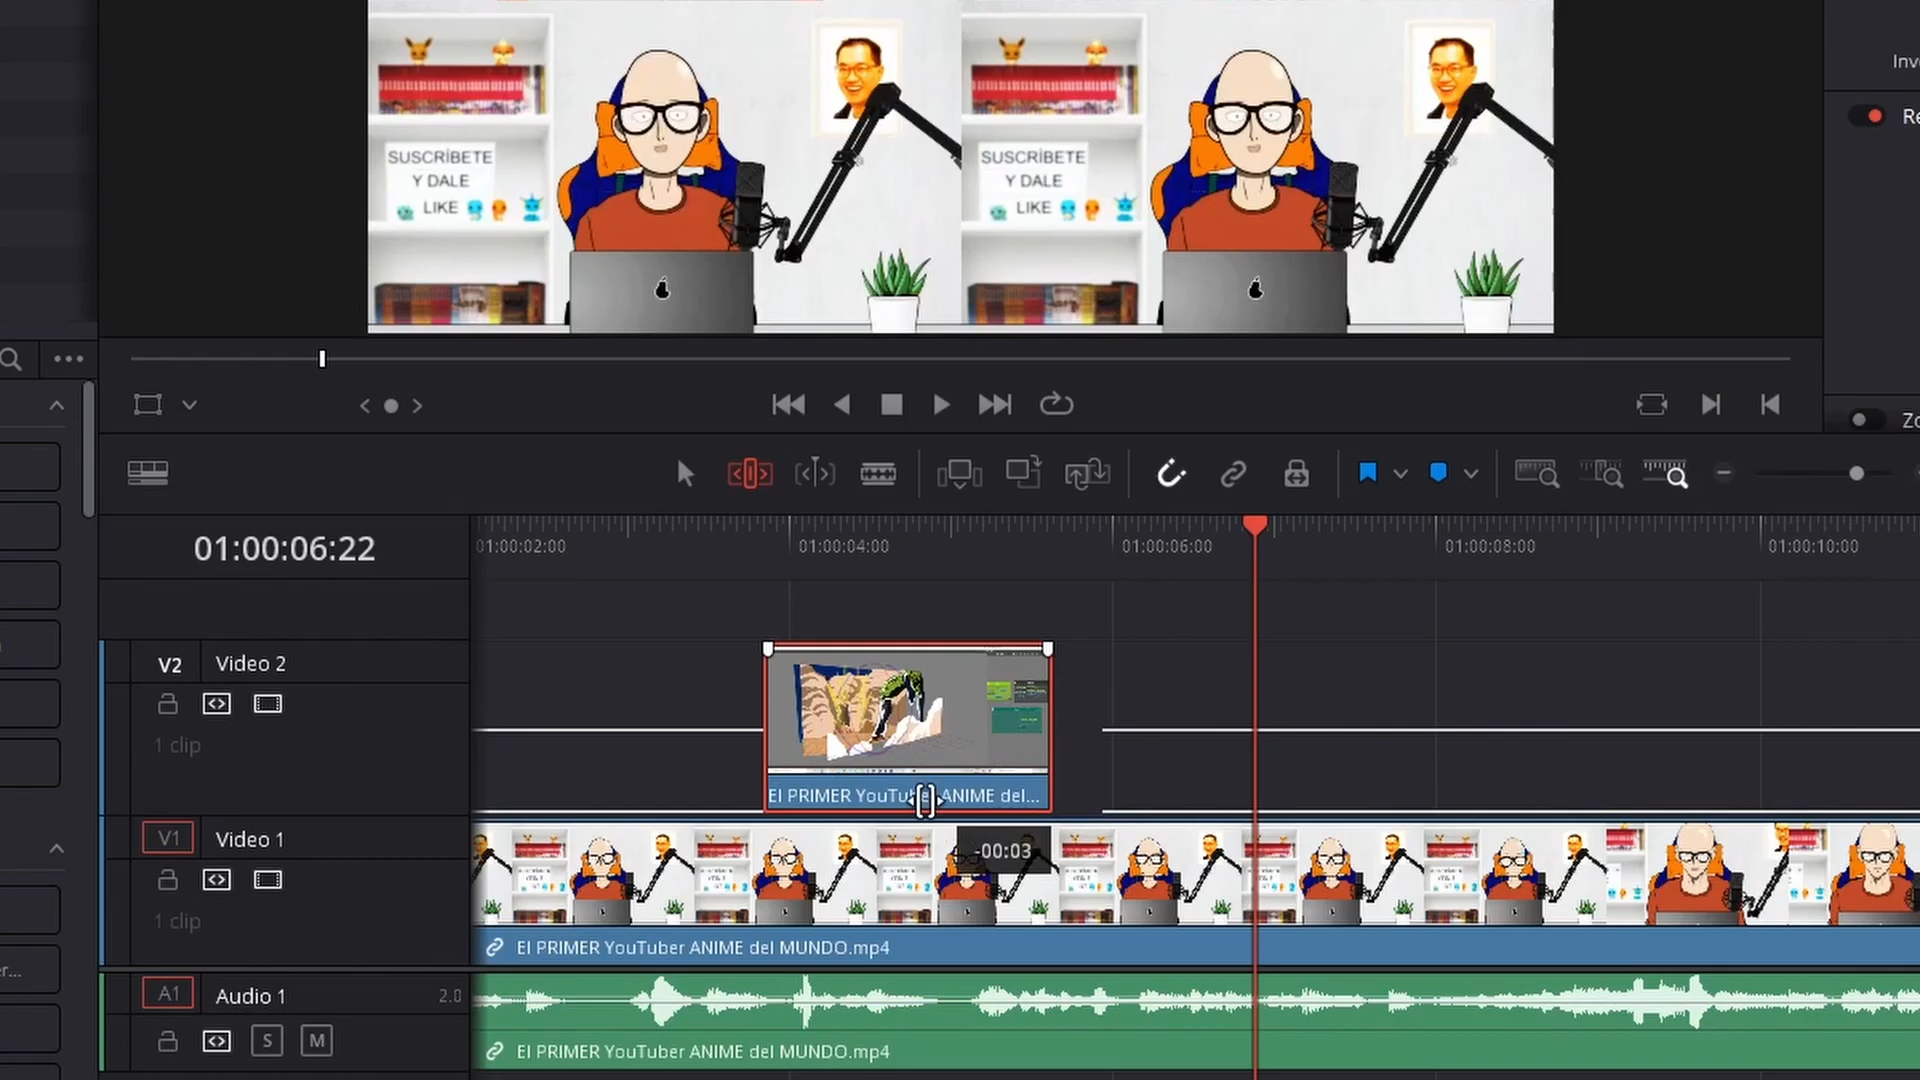 SUSCRÍBETE
Y DALE
LIKE
SUSCRÍBETE
Y DALE
LIKE
Inv
Re
Zo
01:00:06:22
01:00:02:00
01:00:04:00
01:00:06:00
01:00:08:00
01:00:10:00
V2
Video 2
1 clip
El PRIMER YouTuber ANIME del...
V1
Video 1
1 clip
-00:03
El PRIMER YouTuber ANIME del MUNDO.mp4
er...
A1
Audio 1
2.0
S
M
El PRIMER YouTuber ANIME del MUNDO.mp4